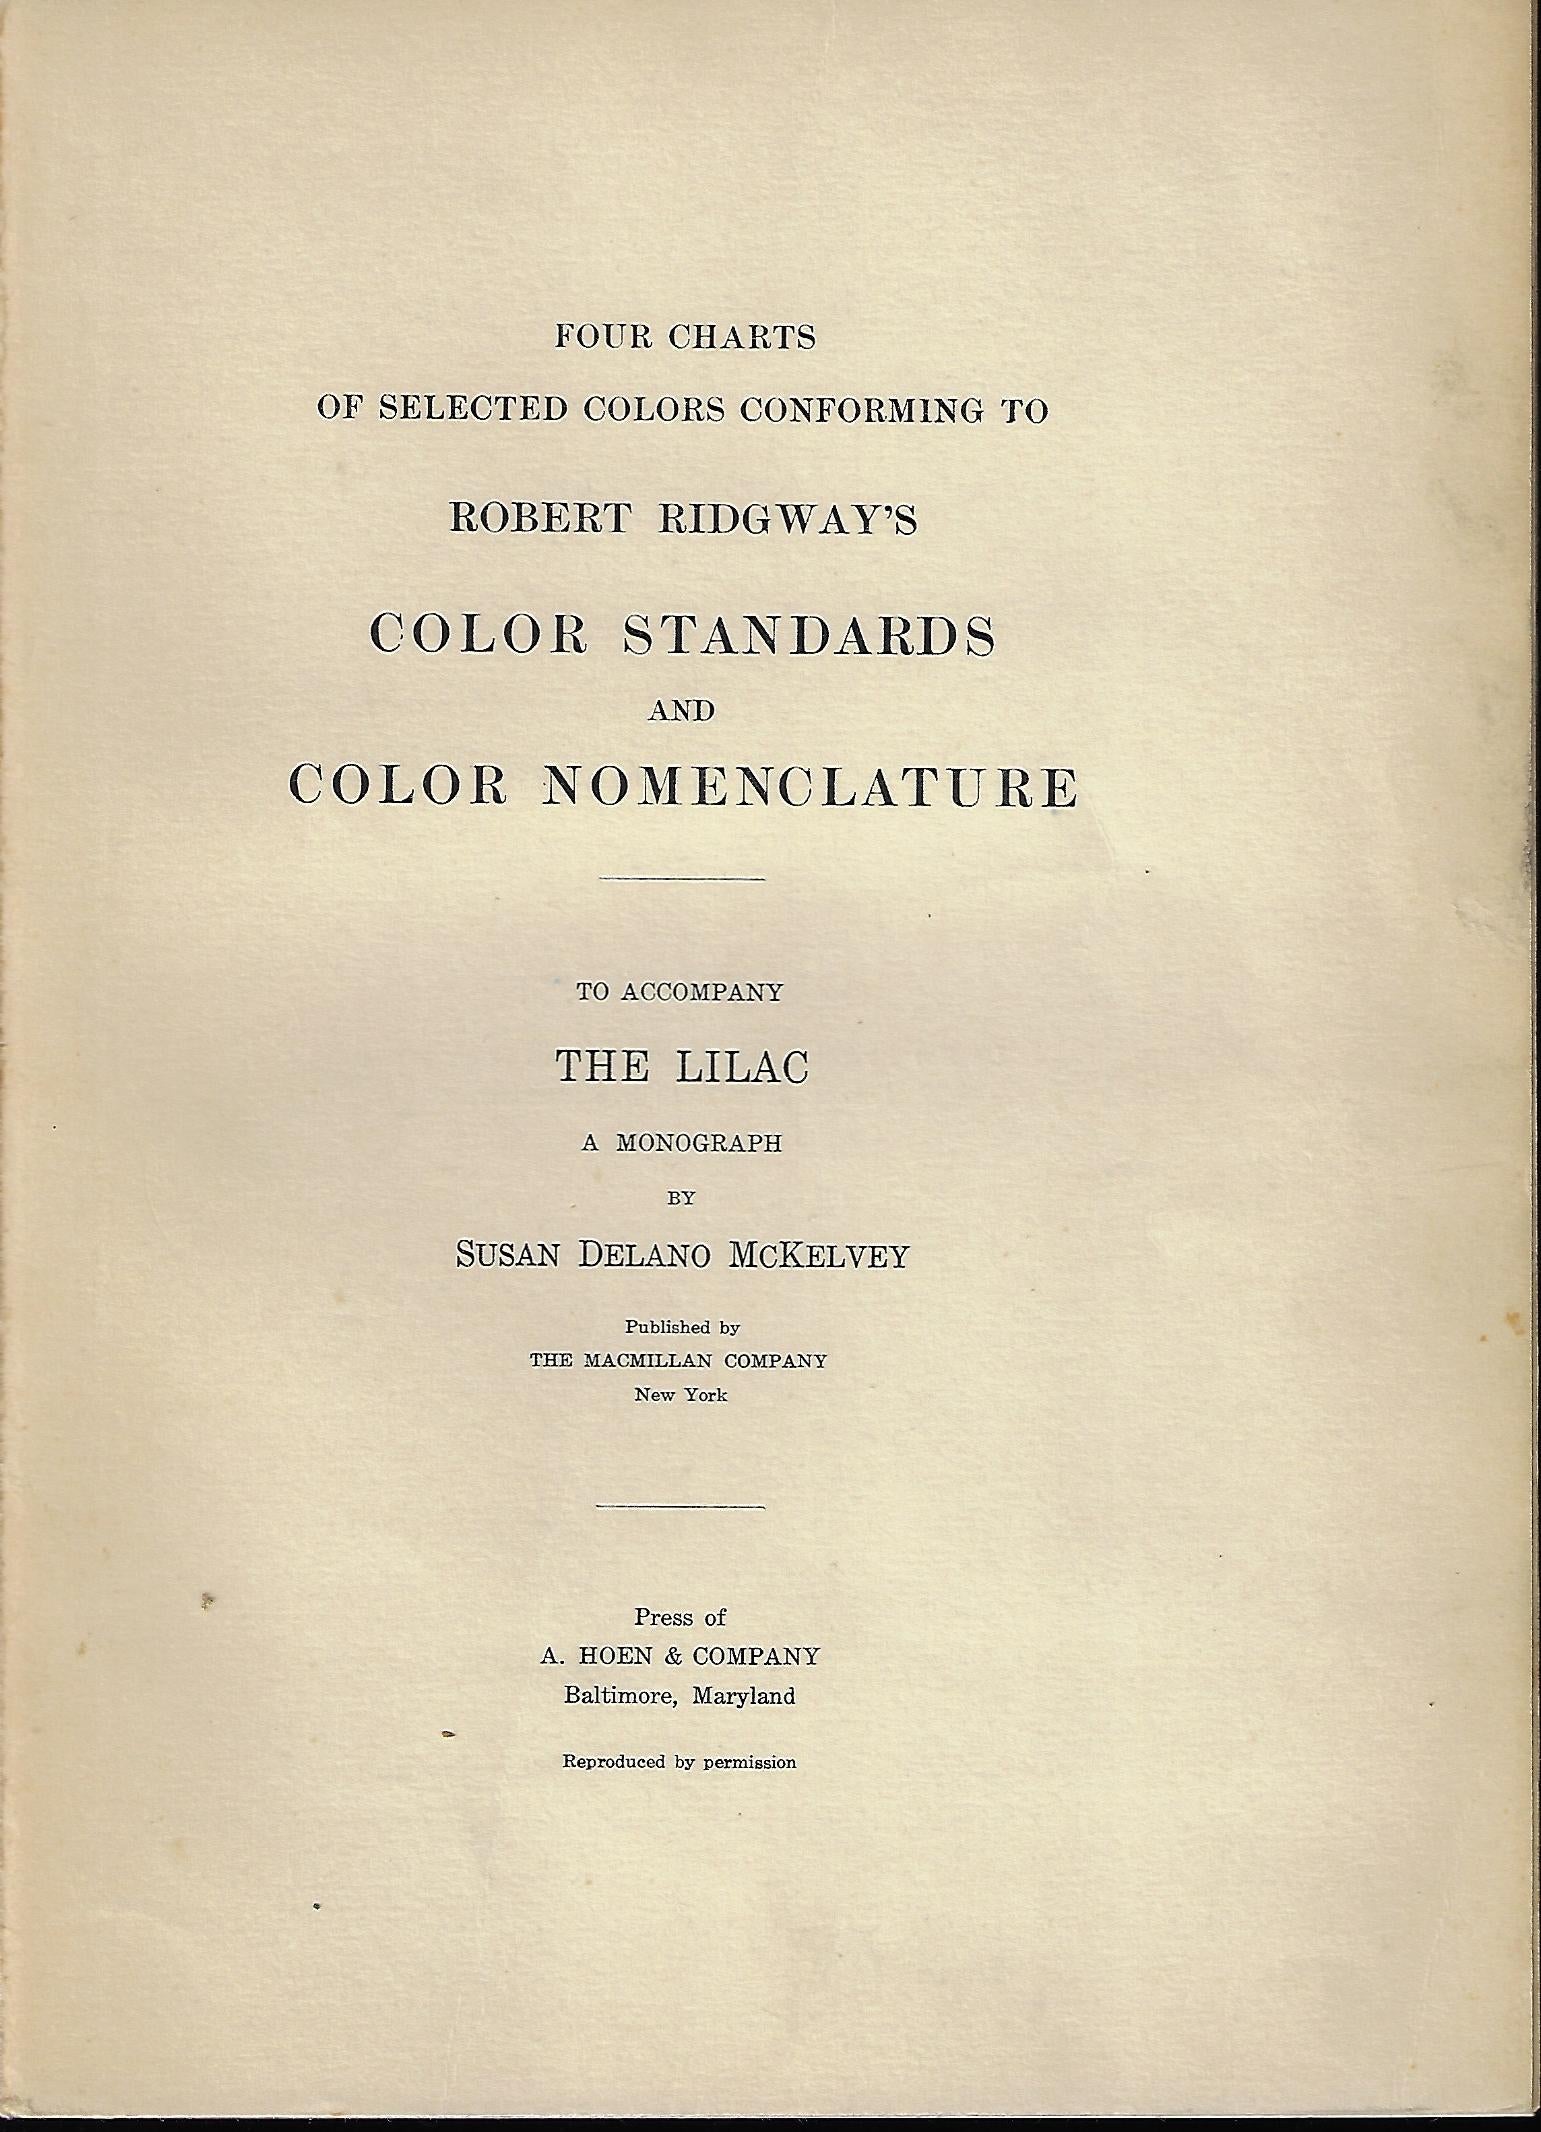 FOUR CHARTS
OF SELECTED COLORS CONFORMING TO
ROBERT RIDGWAY'S
COLOR STANDARDS
AND
COLOR NOMENCLATURE
TO ACCOMPANY
THE LILAC
A MONOGRAPH
BY
SUSAN DELANO MCKELVEY
Published by
THE MACMILLAN COMPANY
New York
Press of
A. HOEN & COMPANY
Baltimore, Maryland
Reproduced by permission